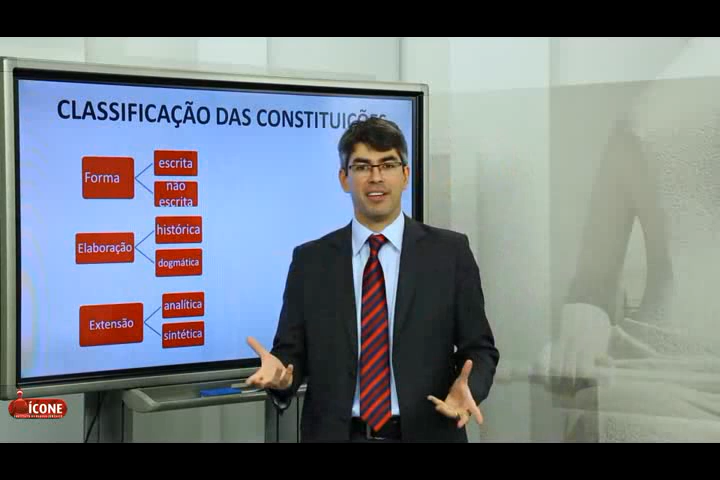 CLASSIFICAÇÃO DAS CONSTITUIÇÕES
Forma
escrita
não
escrita
Elaboração
histórica
dogmática
Extensão
analítica
sintética
ÍCONE